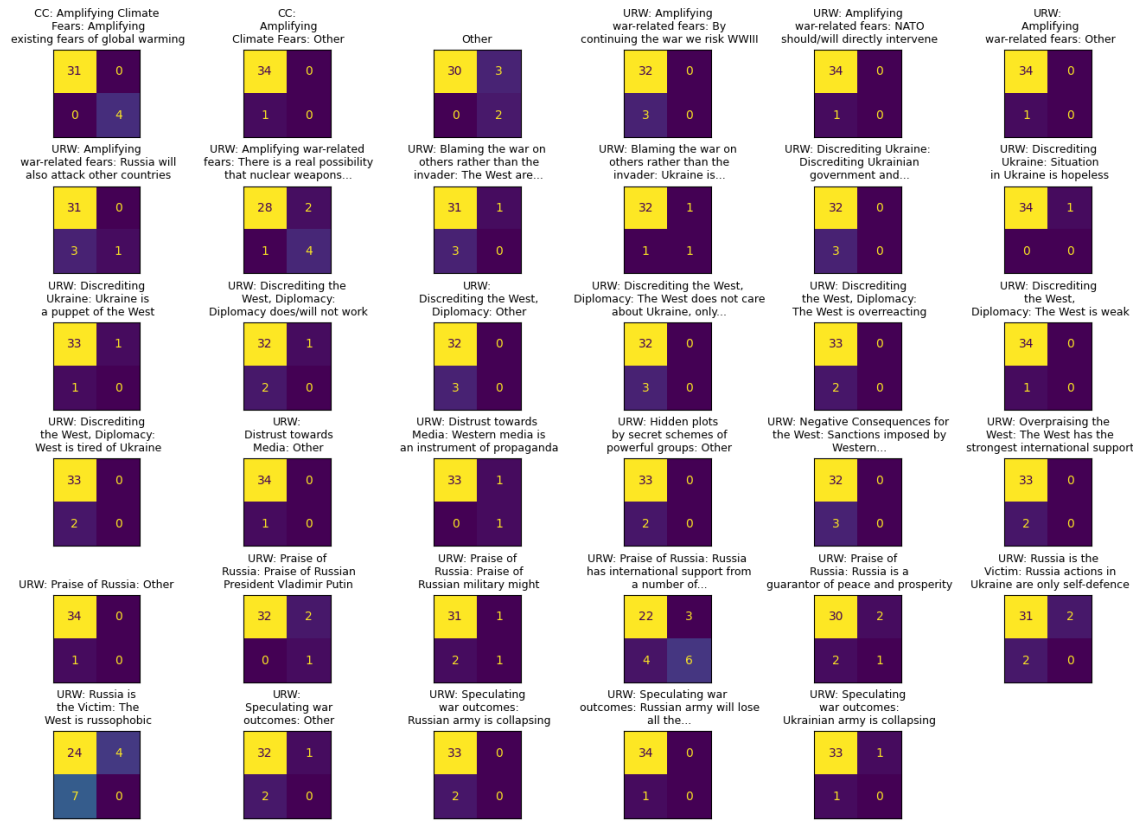 CC: Amplifying Climate
Fears: Amplifying
existing fears of global warming
31 0
0 4
CC:
Amplifying
Climate Fears: Other
34 0
1 0
Other
30 3
0 2
URW: Amplifying
war-related fears: By
continuing the war we risk WWIII
32 0
3 0
URW: Amplifying
war-related fears: NATO
should/will directly intervene
34 0
1 0
URW:
Amplifying
war-related fears: Other
34 0
1 0
URW: Amplifying
war-related fears: Russia will
also attack other countries
31 0
3 1
URW: Amplifying war-related
fears: There is a real possibility
that nuclear weapons...
28 2
1 4
URW: Blaming the war on
others rather than the
invader: The West are...
31 1
3 0
URW: Blaming the war on
others rather than the
invader: Ukraine is...
32 1
1 1
URW: Discrediting Ukraine:
Discrediting Ukrainian
government and...
32 0
3 0
URW: Discrediting
Ukraine: Situation
in Ukraine is hopeless
34 1
0 0
URW: Discrediting
Ukraine: Ukraine is
a puppet of the West
33 1
1 0
URW: Discrediting the
West, Diplomacy:
Diplomacy does/will not work
32 1
2 0
URW:
Discrediting the West,
Diplomacy: Other
32 0
3 0
URW: Discrediting the West,
Diplomacy: The West does not care
about Ukraine, only...
32 0
3 0
URW: Discrediting
the West, Diplomacy:
The West is overreacting
33 0
2 0
URW: Discrediting
the West,
Diplomacy: The West is weak
34 0
1 0
URW: Discrediting
the West, Diplomacy:
West is tired of Ukraine
33 0
2 0
URW:
Distrust towards
Media: Other
34 0
1 0
URW: Distrust towards
Media: Western media is
an instrument of propaganda
33 1
0 1
URW: Hidden plots
by secret schemes of
powerful groups: Other
33 0
2 0
URW: Negative Consequences for
the West: Sanctions imposed by
Western...
32 0
3 0
URW: Overpraising the
West: The West has the
strongest international support
33 0
2 0
URW: Praise of Russia: Other
34 0
1 0
URW: Praise of
Russia: Praise of Russian
President Vladimir Putin
32 2
0 1
URW: Praise of
Russia: Praise of
Russian military might
31 1
2 1
URW: Praise of Russia: Russia
has international support from
a number of...
22 3
4 6
URW: Praise of
Russia: Russia is a
guarantor of peace and prosperity
30 2
2 1
URW: Russia is the
Victim: Russia actions in
Ukraine are only self-defence
31 2
2 0
URW: Russia is
the Victim: The
West is russophobic
24 4
7 0
URW:
Speculating war
outcomes: Other
32 1
2 0
URW: Speculating
war outcomes:
Russian army is collapsing
33 0
2 0
URW: Speculating war
outcomes: Russian army will lose
all the...
34 0
1 0
URW: Speculating
war outcomes:
Ukrainian army is collapsing
33 1
1 0